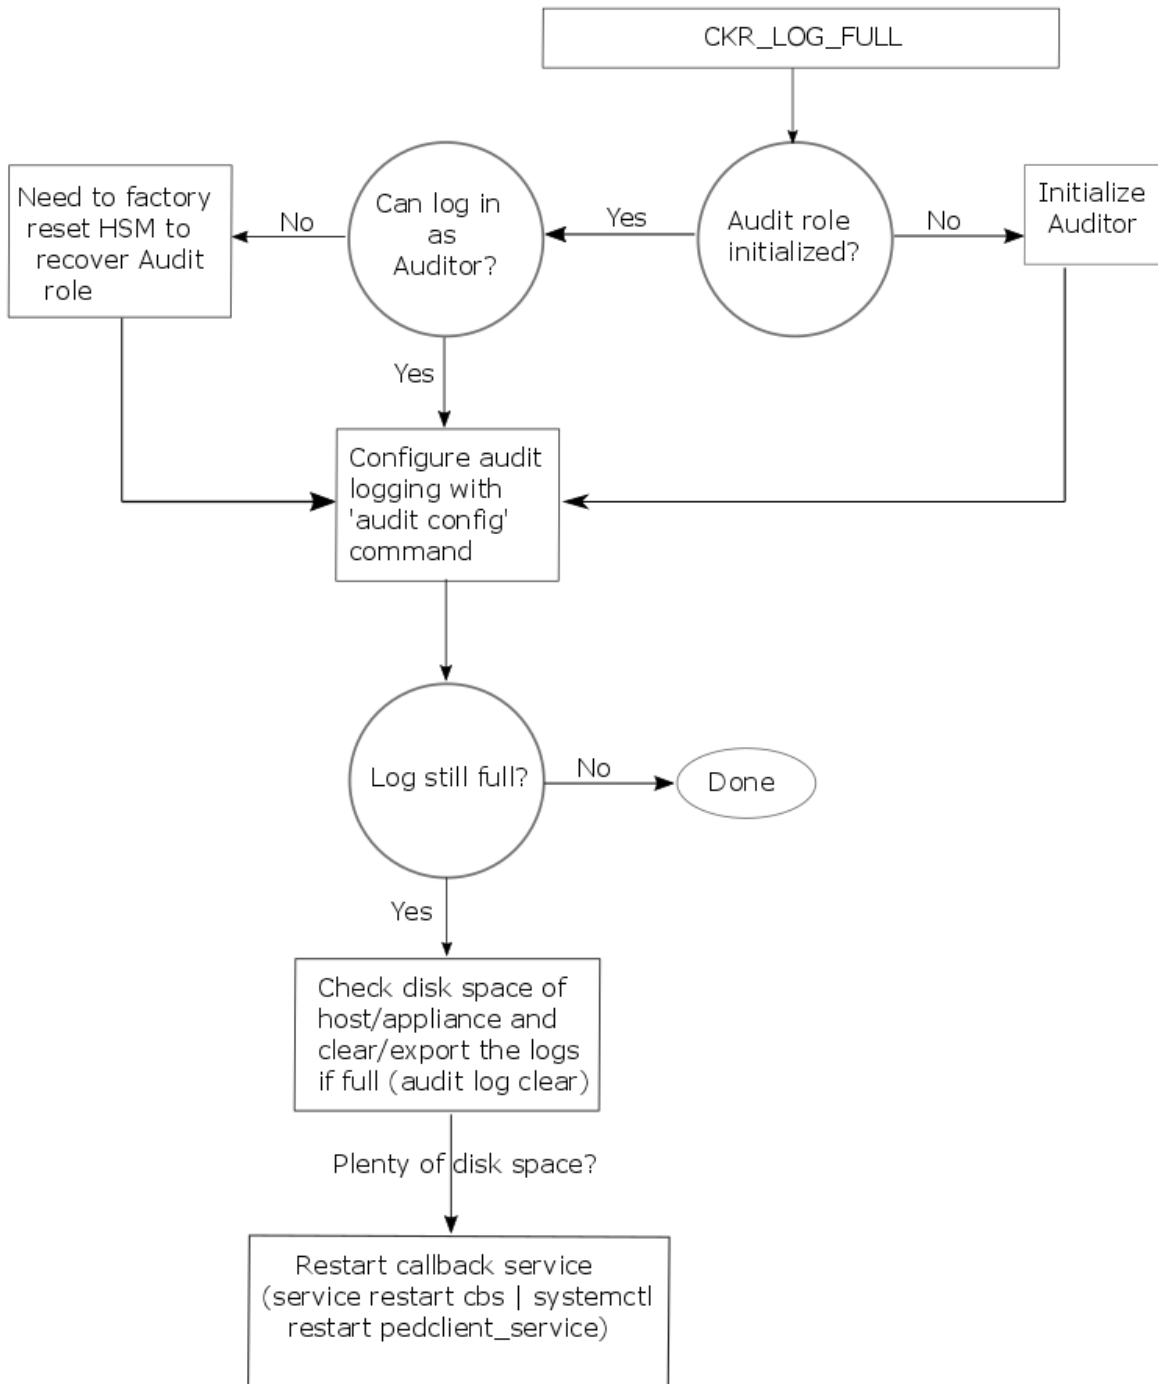 CKR_LOG_FULL
Need to factory
reset HSM to
recover Audit
role
No
Can log in
as
Auditor?
Yes
Audit role
initialized?
No
Initialize
Auditor
Yes
Configure audit
logging with
'audit config'
command
Log still full?
No
Done
Yes
Check disk space of
host/appliance and
clear/export the logs
if full (audit log clear)
Plenty of disk space?
Restart callback service
(service restart cbs | systemctl
restart pedclient_service)